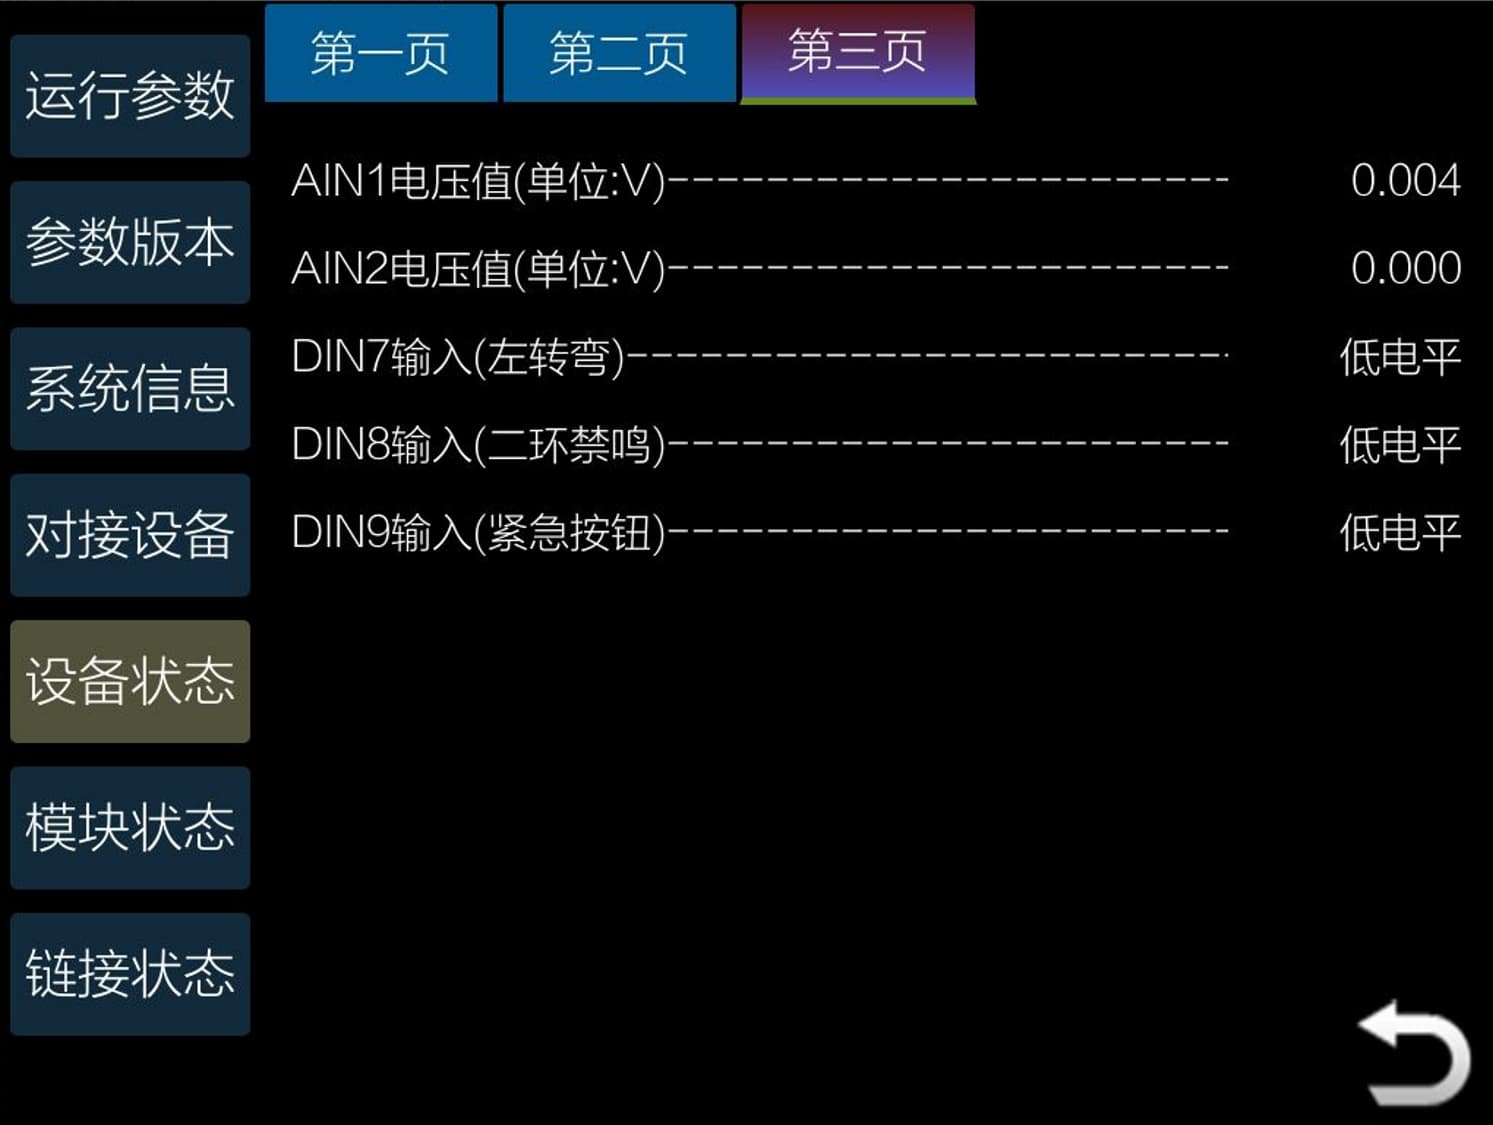 第一页 第二页 第三页
运行参数
参数版本
系统信息
对接设备
设备状态
模块状态
链接状态
AIN1电压值(单位:V)----------------------- 0.004
AIN2电压值(单位:V)----------------------- 0.000
DIN7输入(左转弯)------------------------- 低电平
DIN8输入(二环禁鸣)----------------------- 低电平
DIN9输入(紧急按钮)----------------------- 低电平